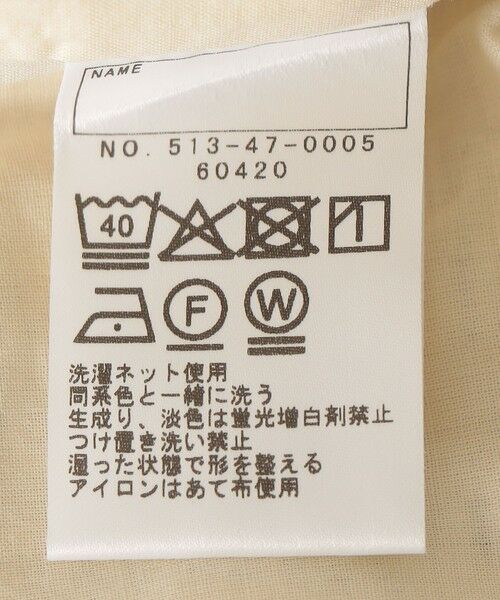 NAME
NO. 513-47-0005
60420
40
F W
洗濯ネット使用
同系色と一緒に洗う
生成り、淡色は蛍光増白剤禁止
つけ置き洗い禁止
湿った状態で形を整える
アイロンはあて布使用